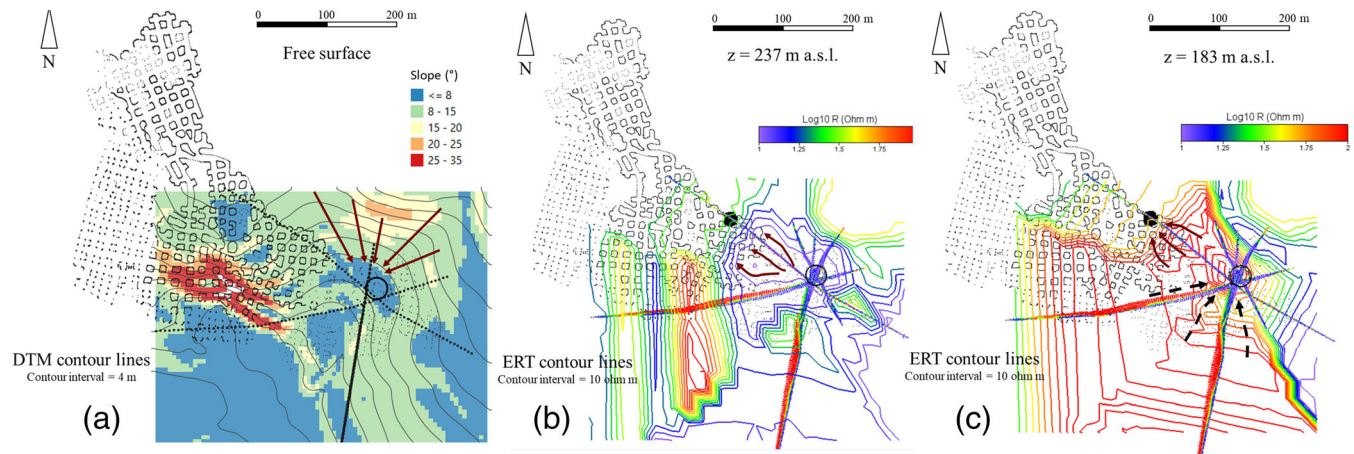 0 100 200 m
N
Free surface
Slope (°)
<= 8
8 - 15
15 - 20
20 - 25
25 - 35
DTM contour lines
Contour interval = 4 m
(a)
0 100 200 m
N
z = 237 m a.s.l.
Log10 R (Ohm m)
1 1.25 1.5 1.75
ERT contour lines
Contour interval = 10 ohm m
(b)
0 100 200 m
N
z = 183 m a.s.l.
Log10 R (Ohm m)
1 1.25 1.5 1.75 2
ERT contour lines
Contour interval = 10 ohm m
(c)